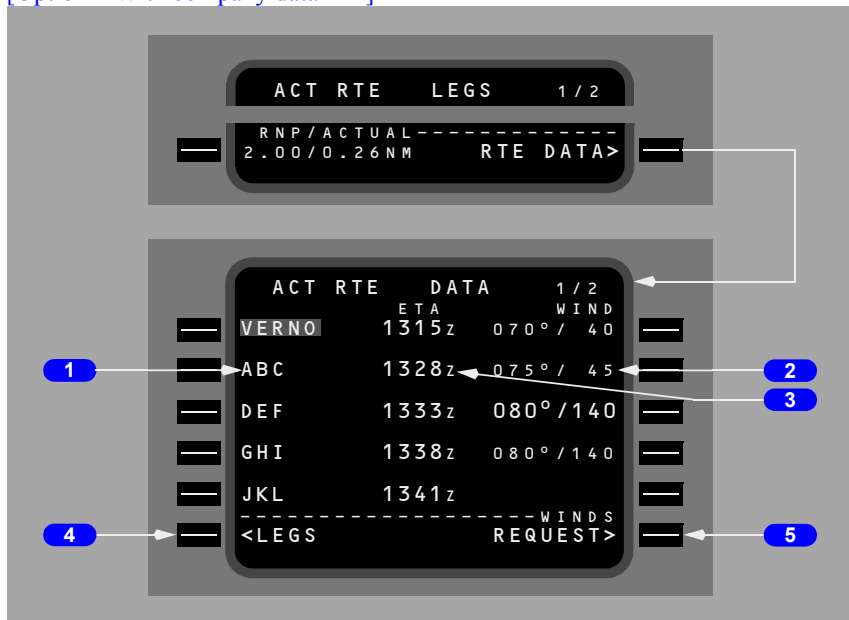 ACT RTE LEGS 1/2
RNP/ACTUAL--------------
2.00/0.26NM RTE DATA>
ACT RTE DATA 1/2
ETA WIND
VERNO 1315z 070°/ 40
1 ABC 1328z 075°/ 45 2
3
DEF 1333z 080°/140
GHI 1338z 080°/140
JKL 1341z
------------------WINDS
4 <LEGS REQUEST> 5